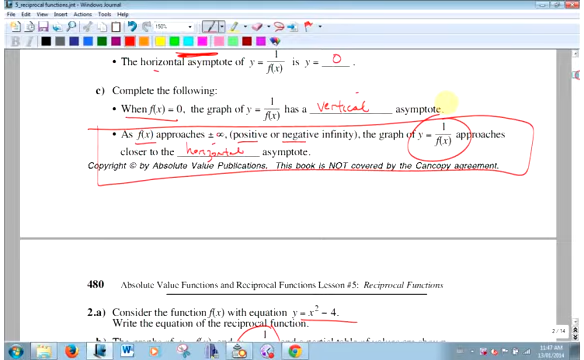 5_reciprocal functions.jnt - Windows Journal
File Edit View Insert Actions Tools Help
150%
• The horizontal asymptote of y = 1/f(x) is y = 0.
c) Complete the following:
• When f(x) = 0, the graph of y = 1/f(x) has a vertical asymptote.
• As f(x) approaches ± ∞, (positive or negative infinity), the graph of y = 1/f(x) approaches
closer to the horizontal asymptote.
Copyright © by Absolute Value Publications. This book is NOT covered by the Cancopy agreement.
480 Absolute Value Functions and Reciprocal Functions Lesson #5: Reciprocal Functions
2.a) Consider the function f(x) with equation y = x² − 4.
Write the equation of the reciprocal function.
2 / 14
11:47 AM
13/01/2014